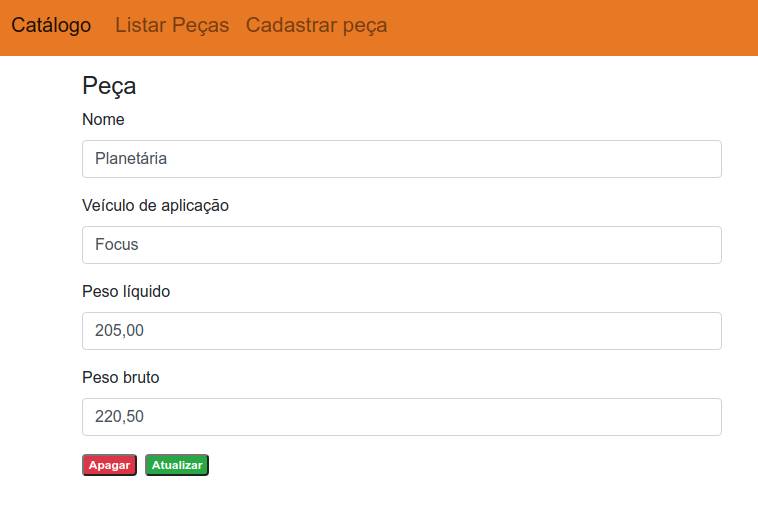 Catálogo Listar Peças Cadastrar peça
Peça
Nome
Planetária
Veículo de aplicação
Focus
Peso líquido
205,00
Peso bruto
220,50
Apagar Atualizar